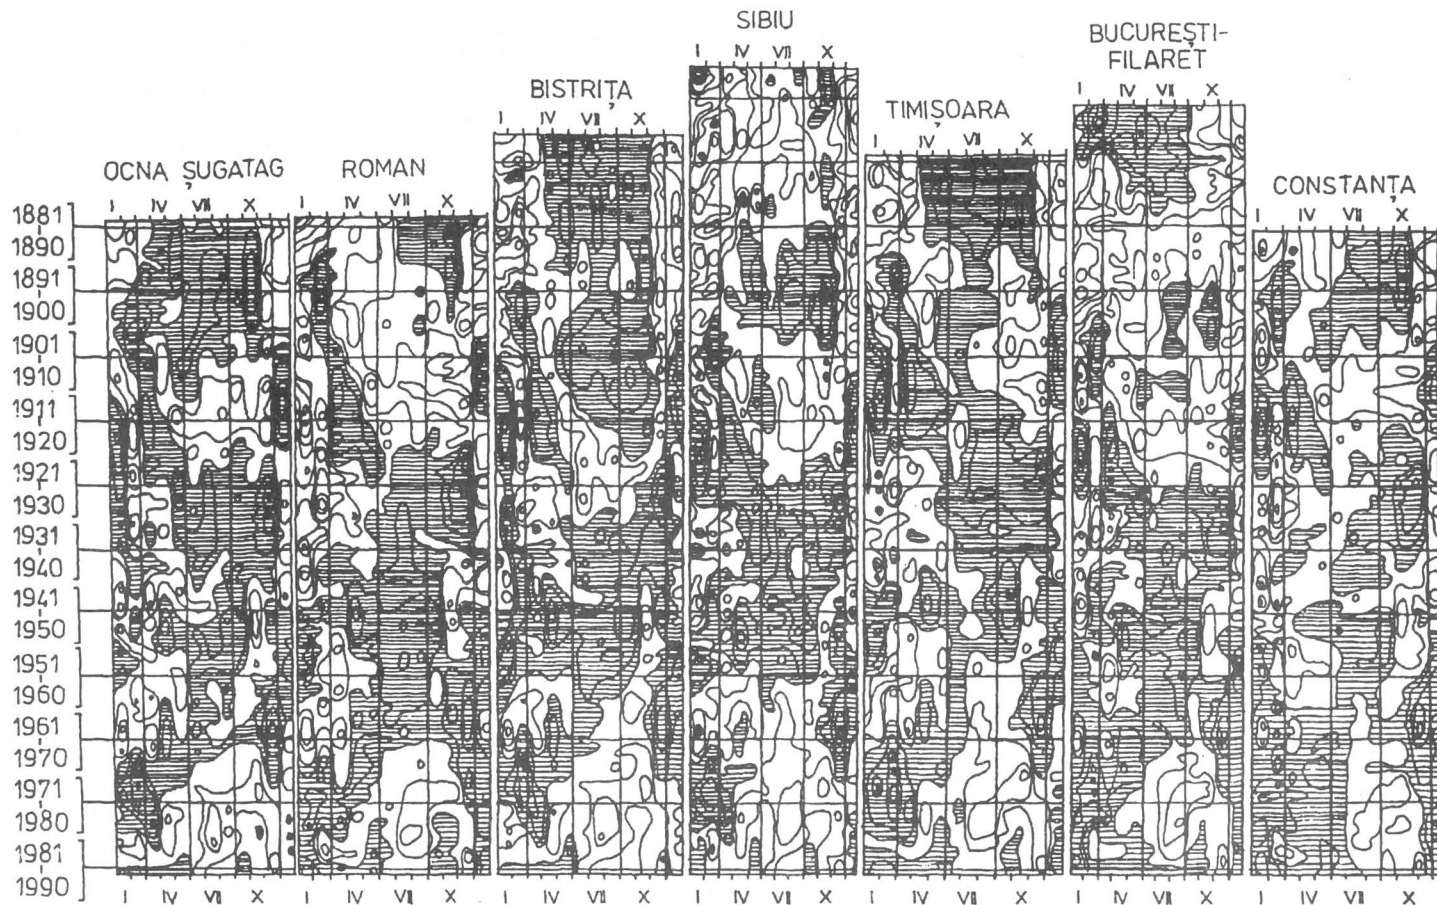 SIBIU
I IV VII X
BUCUREȘTI-
FILARET
I IV VII X
BISTRIȚA
I IV VII X
TIMIȘOARA
I IV VII X
OCNA ȘUGATAG
I IV VII X
ROMAN
I IV VII X
CONSTANȚA
I IV VII X
1881
1890
1891
1900
1901
1910
1911
1920
1921
1930
1931
1940
1941
1950
1951
1960
1961
1970
1971
1980
1981
1990
I IV VII X I IV VII X I IV VII X I IV VII X I IV VII X I IV VII X I IV VII X